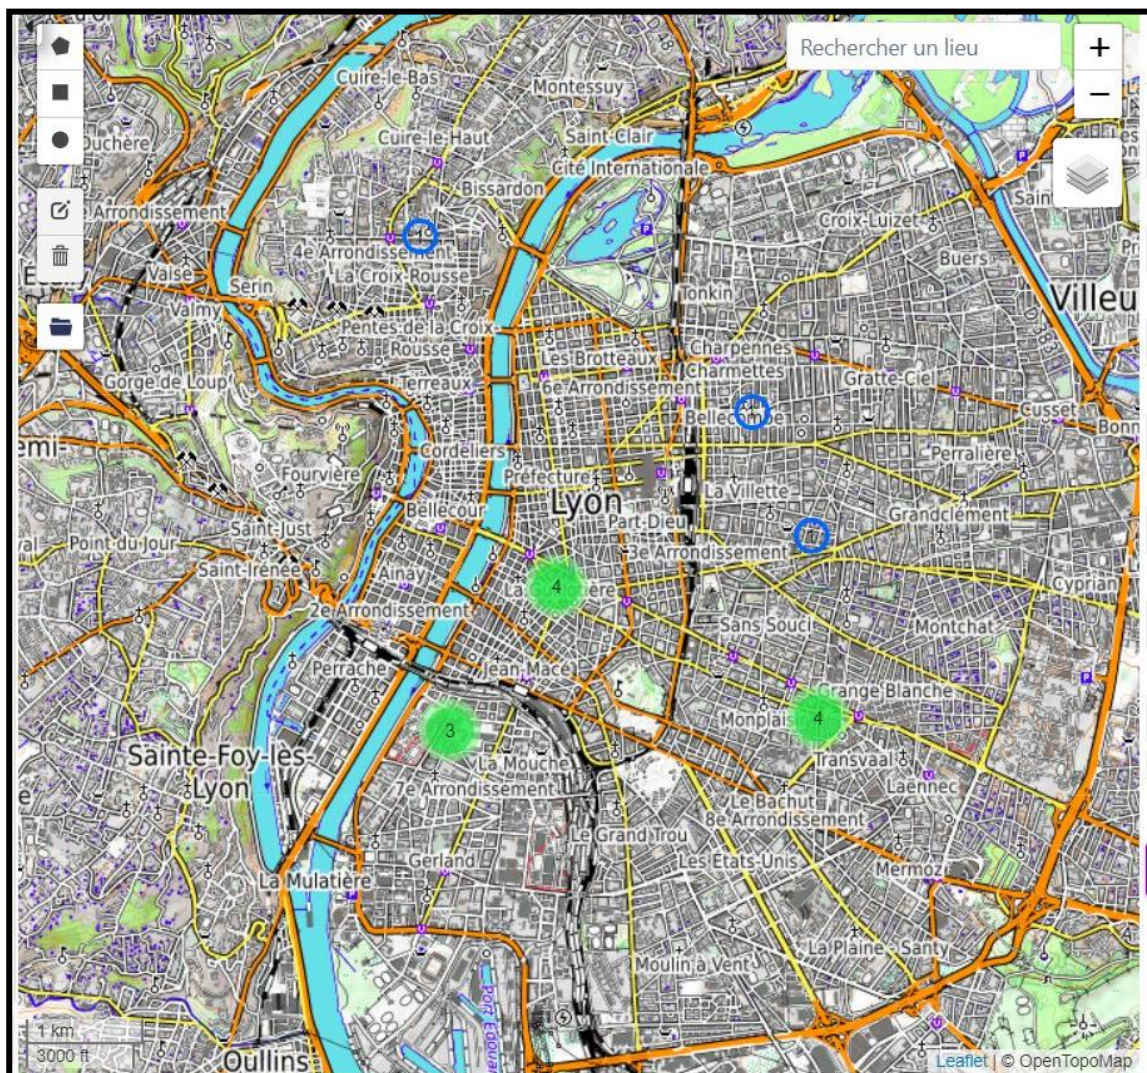 Rechercher un lieu
+
−
Cuire-le-Bas
Montessuy
Cuire-le-Haut
Saint-Clair
Duchère
Cité Internationale
Bissardon
Arrondissement
Croix-Luizet
4e Arrondissement
La Croix-Rousse
Buers
Vaise
Serin
Tonkin
Villeu
Valmy
Pentes de la Croix-
Rousse
Les Brotteaux
Charpennes
Charmettes
Gorge de Loup
Terreaux
6e Arrondissement
Gratte-Ciel
Cusset
Bellecombe
Bonn
Cordeliers
Perralière
Fourvière
Préfecture
Lyon
La Villette
Bellecour
Grandclément
Saint-Just
Part-Dieu
Point-du-Jour
3e Arrondissement
Saint-Irénée
Ainay
4
Cyprian
2e Arrondissement
Sans Souci
Montchat
Perrache
Jean-Macé
Grange Blanche
3
Monplaisir
4
Sainte-Foy-lès-
Lyon
La Mouche
Transvaal
7e Arrondissement
Laënnec
Le Bachut
8e Arrondissement
Le Grand Trou
Gerland
Les États-Unis
La Mulatière
Mermoz
La Plaine - Santy
Moulin à Vent
Port Édouar
1 km
3000 ft
Oullins
Leaflet | © OpenTopoMap